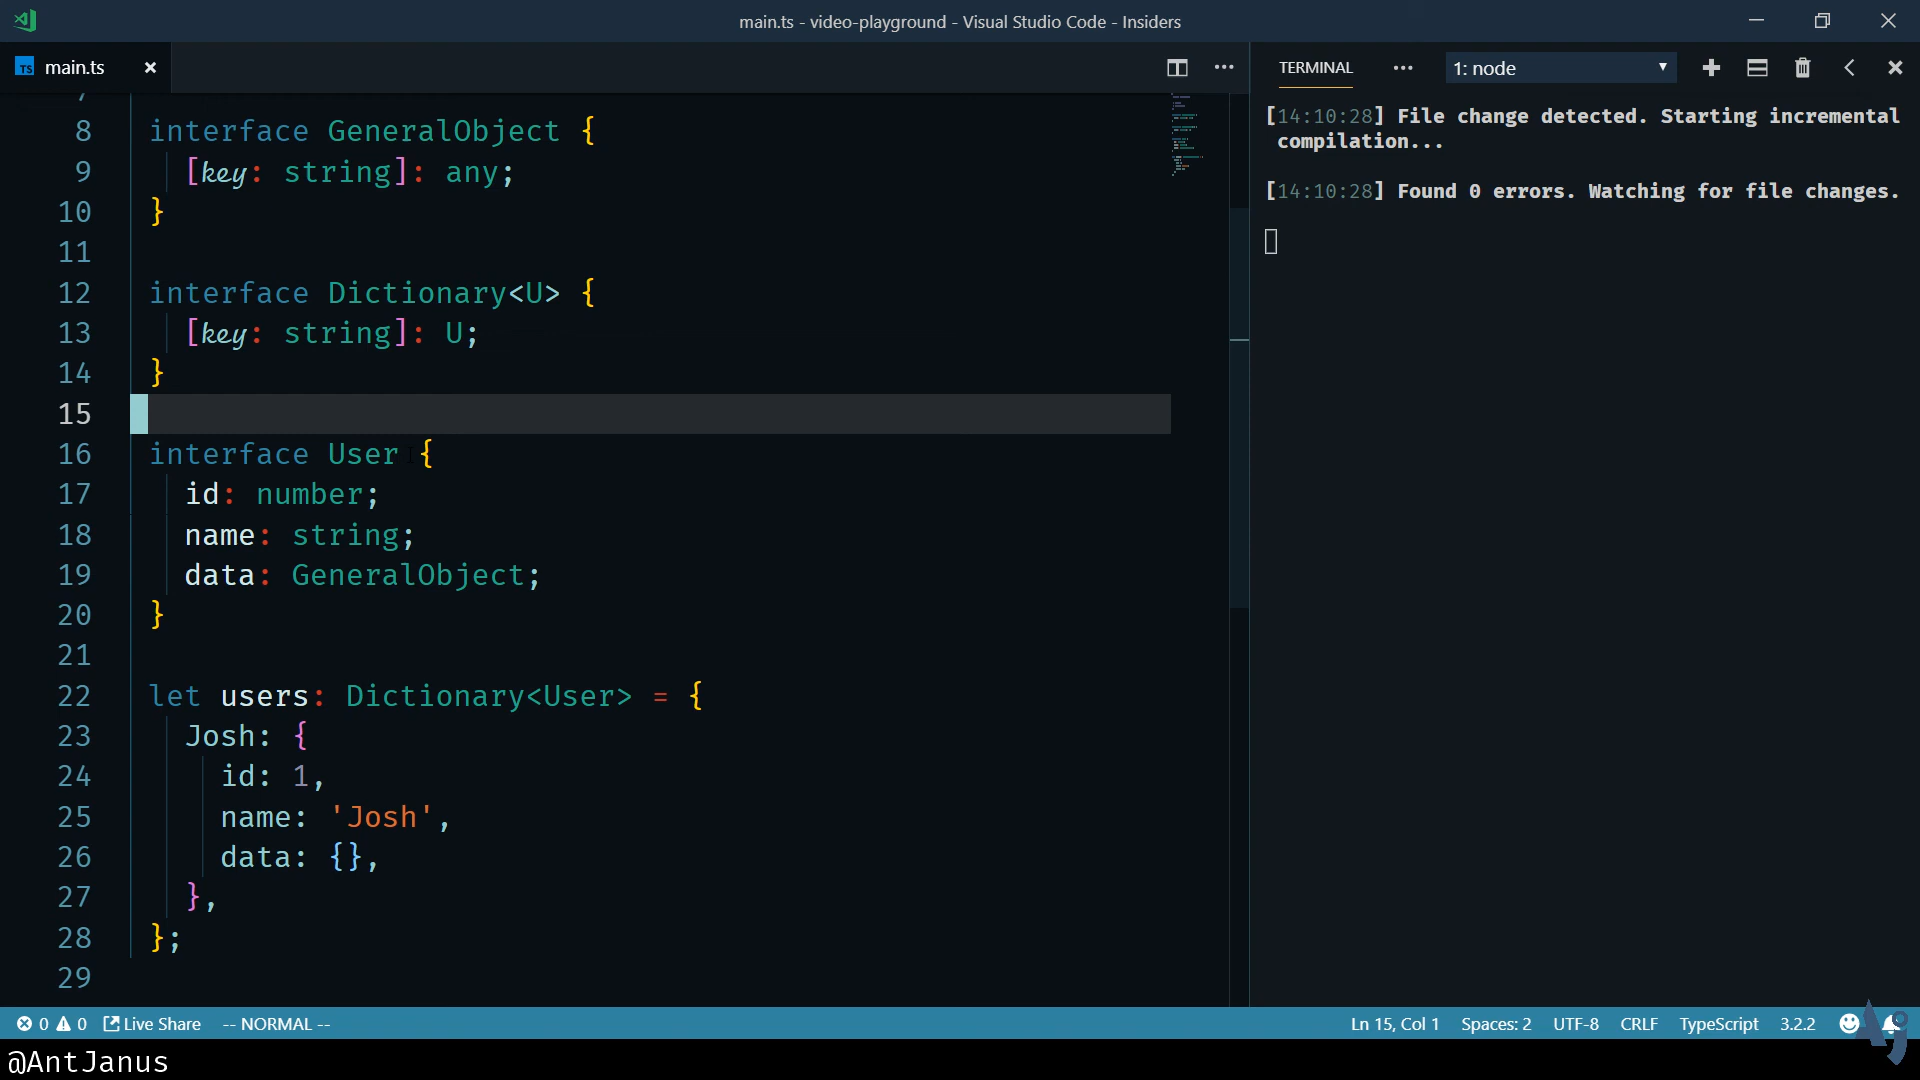 main.ts - video-playground - Visual Studio Code - Insiders
TS main.ts
TERMINAL
1: node
8 interface GeneralObject {
9 [key: string]: any;
10 }
11
12 interface Dictionary<U> {
13 [key: string]: U;
14 }
15
16 interface User {
17 id: number;
18 name: string;
19 data: GeneralObject;
20 }
21
22 let users: Dictionary<User> = {
23 Josh: {
24 id: 1,
25 name: 'Josh',
26 data: {},
27 },
28 };
29
[14:10:28] File change detected. Starting incremental
compilation...
[14:10:28] Found 0 errors. Watching for file changes.
0 0 Live Share -- NORMAL --
Ln 15, Col 1 Spaces: 2 UTF-8 CRLF TypeScript 3.2.2
@AntJanus